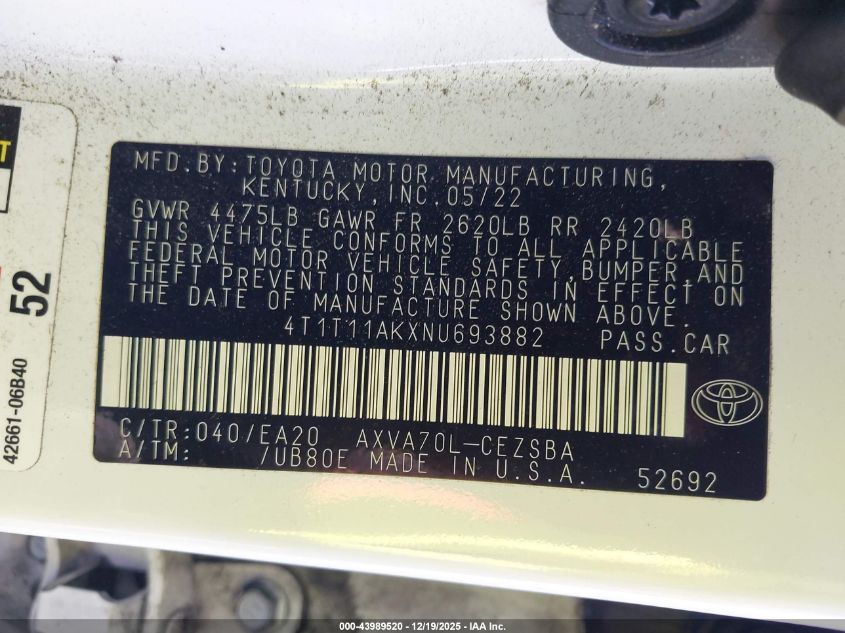 MFD.BY:TOYOTA MOTOR MANUFACTURING,
KENTUCKY,INC.05/22
GVWR 4475LB GAWR FR 2620LB RR 2420LB
THIS VEHICLE CONFORMS TO ALL APPLICABLE
FEDERAL MOTOR VEHICLE SAFETY,BUMPER,AND
THEFT PREVENTION STANDARDS IN EFFECT ON
THE DATE OF MANUFACTURE SHOWN ABOVE.
4T1T11AKXNU693882 PASS.CAR
C/TR:040/EA20 AXVA70L-CEZSBA
A/TM: /UB80E MADE IN U.S.A. 52692
T
52
42661-06B40
000-43989520 - 12/19/2025 - IAA Inc.